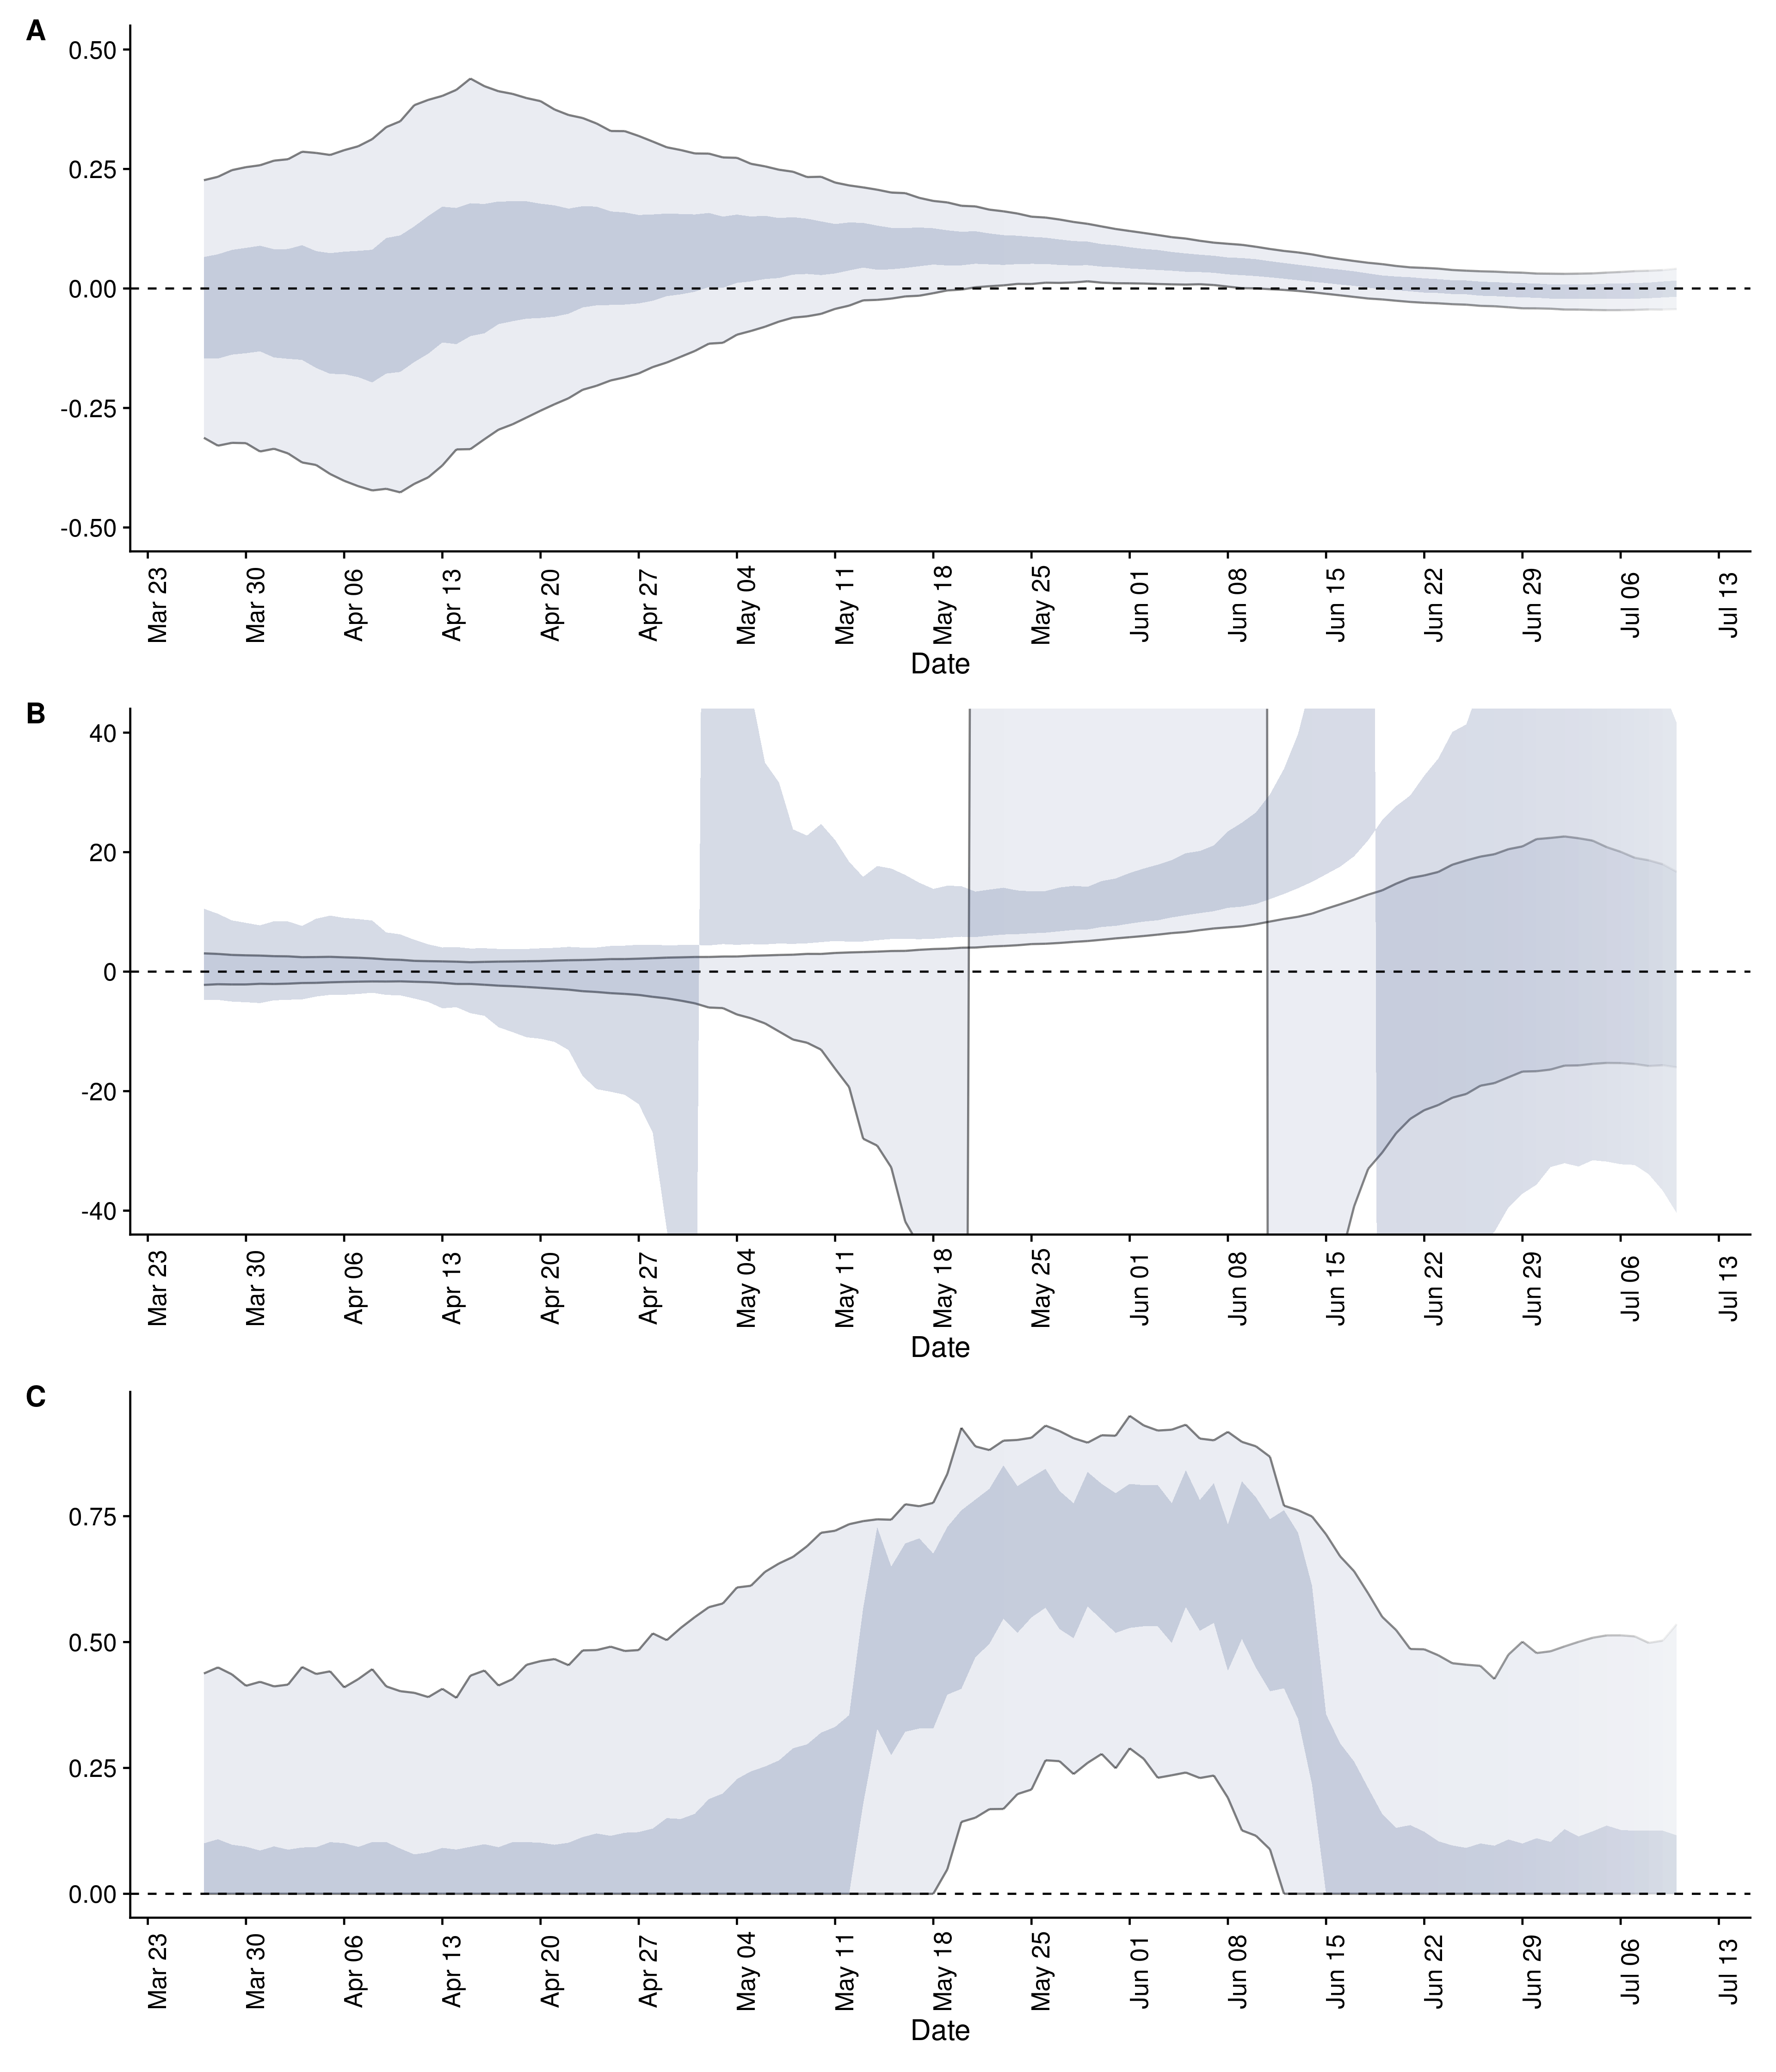 A
0.50
0.25
0.00
-0.25
-0.50
Mar 23
Mar 30
Apr 06
Apr 13
Apr 20
Apr 27
May 04
May 11
May 18
May 25
Jun 01
Jun 08
Jun 15
Jun 22
Jun 29
Jul 06
Jul 13
Date
B
40
20
0
-20
-40
Mar 23
Mar 30
Apr 06
Apr 13
Apr 20
Apr 27
May 04
May 11
May 18
May 25
Jun 01
Jun 08
Jun 15
Jun 22
Jun 29
Jul 06
Jul 13
Date
C
0.75
0.50
0.25
0.00
Mar 23
Mar 30
Apr 06
Apr 13
Apr 20
Apr 27
May 04
May 11
May 18
May 25
Jun 01
Jun 08
Jun 15
Jun 22
Jun 29
Jul 06
Jul 13
Date